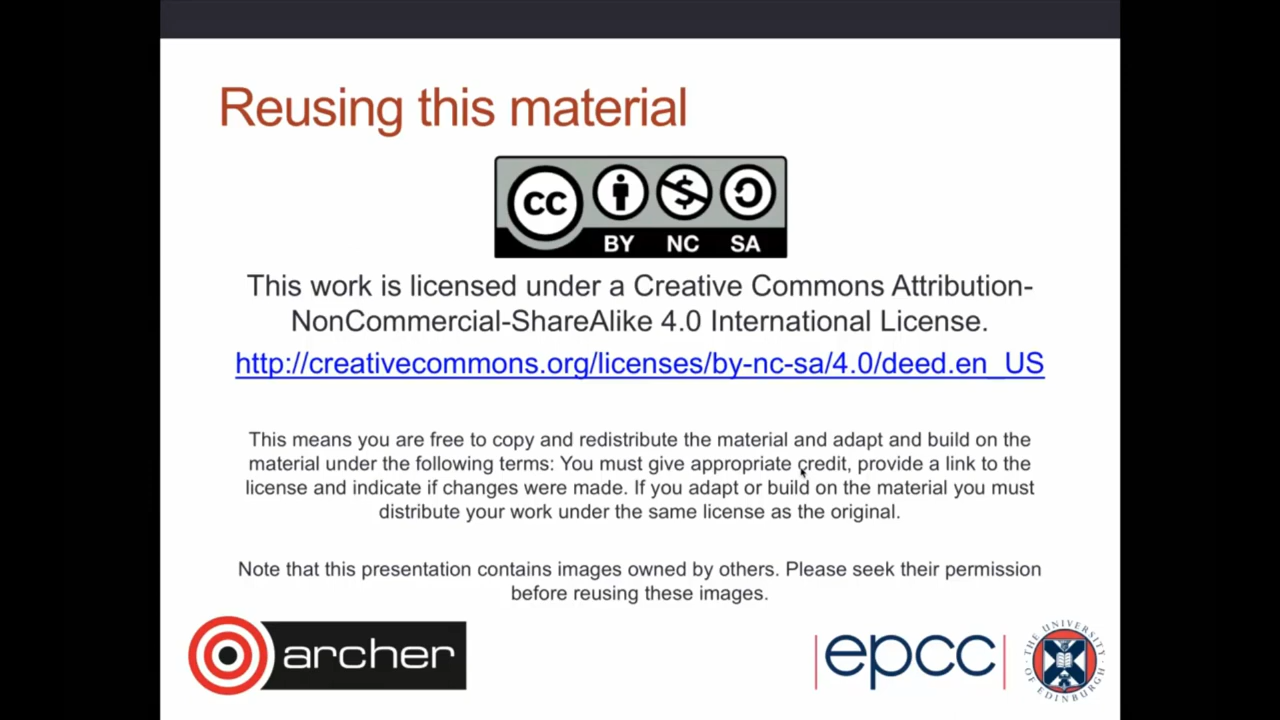 Reusing this material
CC
BY NC SA
This work is licensed under a Creative Commons Attribution-
NonCommercial-ShareAlike 4.0 International License.
http://creativecommons.org/licenses/by-nc-sa/4.0/deed.en_US
This means you are free to copy and redistribute the material and adapt and build on the
material under the following terms: You must give appropriate credit, provide a link to the
license and indicate if changes were made. If you adapt or build on the material you must
distribute your work under the same license as the original.
Note that this presentation contains images owned by others. Please seek their permission
before reusing these images.
archer
epcc
THE UNIVERSITY
OF EDINBURGH